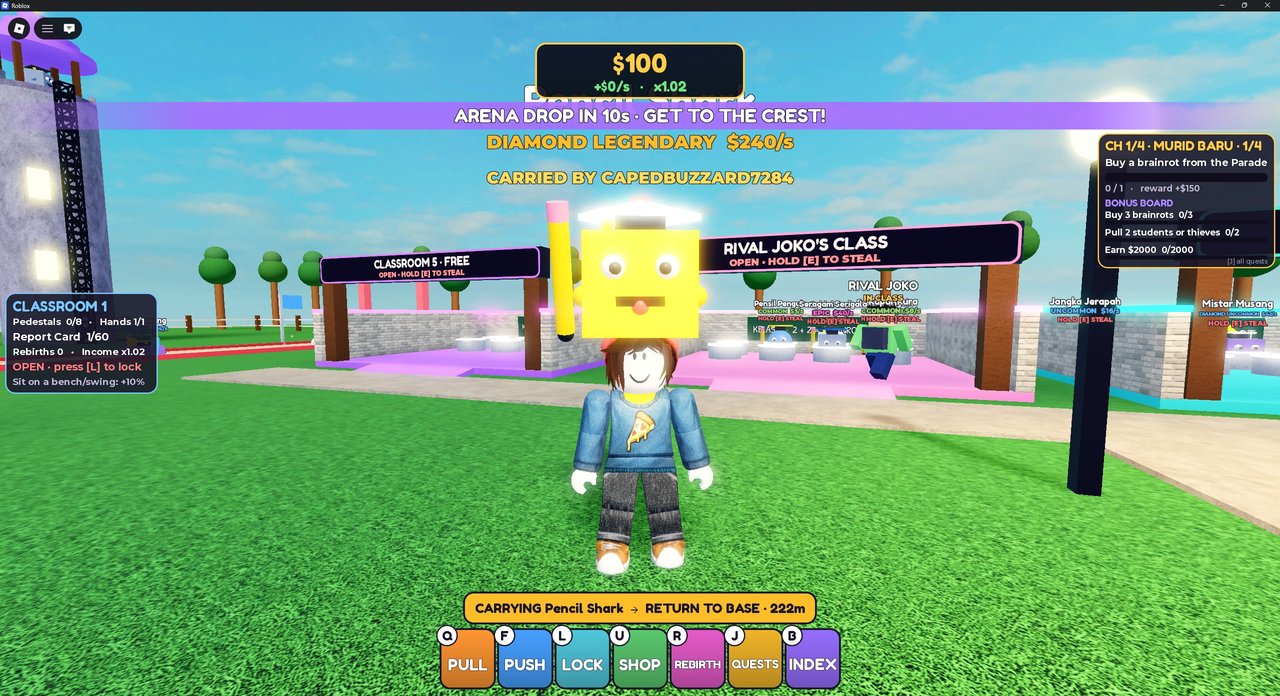 Roblox
$100
+$0/s · x1.02
ARENA DROP IN 10s · GET TO THE CREST!
DIAMOND LEGENDARY $240/s
CARRIED BY CAPEDBUZZARD7284
CH 1/4 · MURID BARU · 1/4
Buy a brainrot from the Parade
0 / 1 · reward +$150
BONUS BOARD
Buy 3 brainrots 0/3
Pull 2 students or thieves 0/2
Earn $2000 0/2000
[J] all quests
CLASSROOM 5 · FREE
OPEN · HOLD [E] TO STEAL
RIVAL JOKO'S CLASS
OPEN · HOLD [E] TO STEAL
RIVAL JOKO
IN CLASS
Jangka Jerapah
UNCOMMON $16/s
HOLD [E] STEAL
Mistar Musang
HOLD [E] STEAL
Seragam Serigala
EPIC
HOLD [E] STEAL
CLASSROOM 1
Pedestals 0/8 · Hands 1/1
Report Card 1/60
Rebirths 0 · Income x1.02
OPEN · press [L] to lock
Sit on a bench/swing: +10%
CARRYING Pencil Shark → RETURN TO BASE · 222m
Q PULL
F PUSH
L LOCK
U SHOP
R REBIRTH
J QUESTS
B INDEX